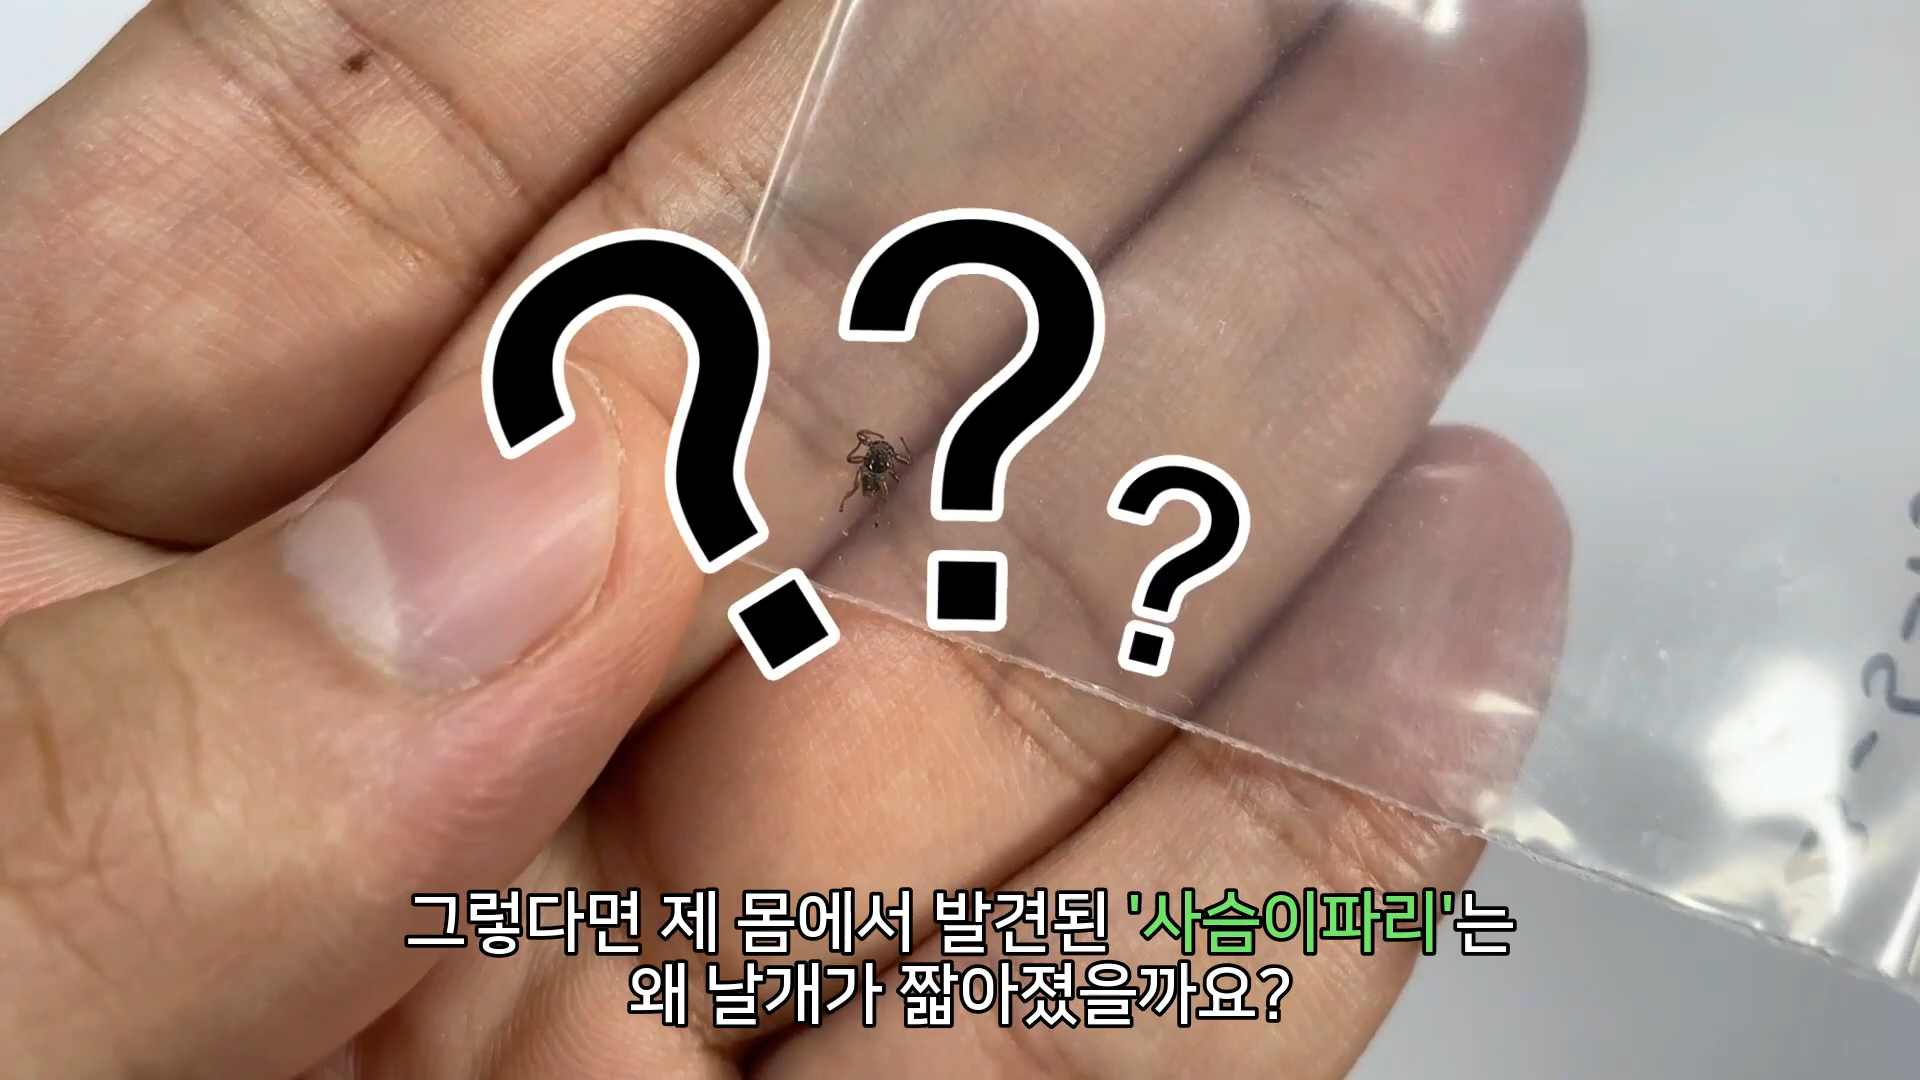 ???
그렇다면 제 몸에서 발견된 '사슴이파리'는
왜 날개가 짧아졌을까요?